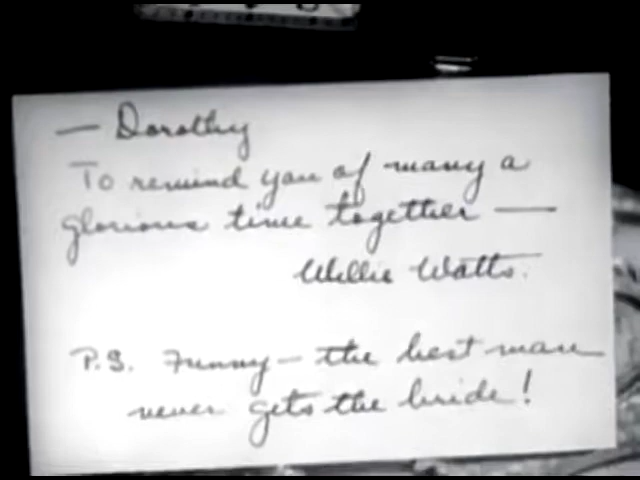 — Dorothy
To remind you of many a
glorious time together —
Willie Watts.
P.S. Funny — the best man
never gets the bride!